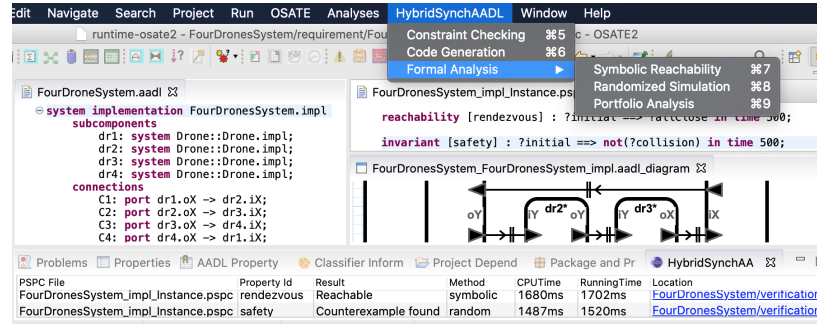 Edit Navigate Search Project Run OSATE Analyses HybridSynchAADL Window Help
runtime-osate2 - FourDronesSystem/requirement/Fou
c - OSATE2
Constraint Checking ⌘5
Code Generation ⌘6
Formal Analysis ▶
Symbolic Reachability ⌘7
Randomized Simulation ⌘8
Portfolio Analysis ⌘9
FourDroneSystem.aadl
system implementation FourDronesSystem.impl
subcomponents
dr1: system Drone::Drone.impl;
dr2: system Drone::Drone.impl;
dr3: system Drone::Drone.impl;
dr4: system Drone::Drone.impl;
connections
C1: port dr1.oX -> dr2.iX;
C2: port dr2.oX -> dr3.iX;
C3: port dr3.oX -> dr4.iX;
C4: port dr4.oX -> dr1.iX;
FourDronesSystem_impl_Instance.psp
reachability [rendezvous] : ?initial ==> ?allClose in time 500;
invariant [safety] : ?initial ==> not(?collision) in time 500;
FourDronesSystem_FourDronesSystem_impl.aadl_diagram
oY iY dr2* oY iY dr3* oX iX
Problems Properties AADL Property Classifier Inform Project Depend Package and Pr HybridSynchAA
PSPC File Property Id Result Method CPUTime RunningTime Location
FourDronesSystem_impl_Instance.pspc rendezvous Reachable symbolic 1680ms 1702ms FourDronesSystem/verification
FourDronesSystem_impl_Instance.pspc safety Counterexample found random 1487ms 1520ms FourDronesSystem/verification